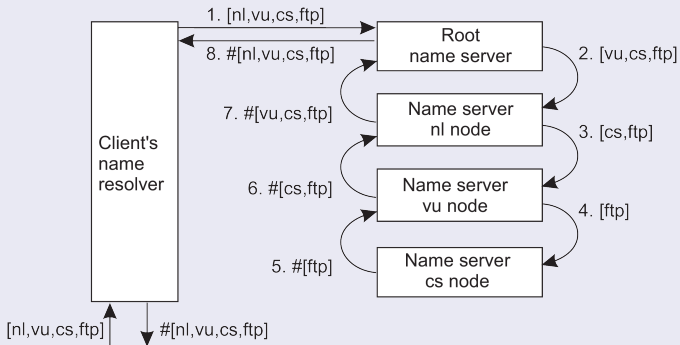 1. [nl,vu,cs,ftp]
Root
name server
8. #[nl,vu,cs,ftp]
2. [vu,cs,ftp]
7. #[vu,cs,ftp]
Name server
nl node
3. [cs,ftp]
Client's
name
resolver
6. #[cs,ftp]
Name server
vu node
4. [ftp]
5. #[ftp]
Name server
cs node
[nl,vu,cs,ftp]
#[nl,vu,cs,ftp]